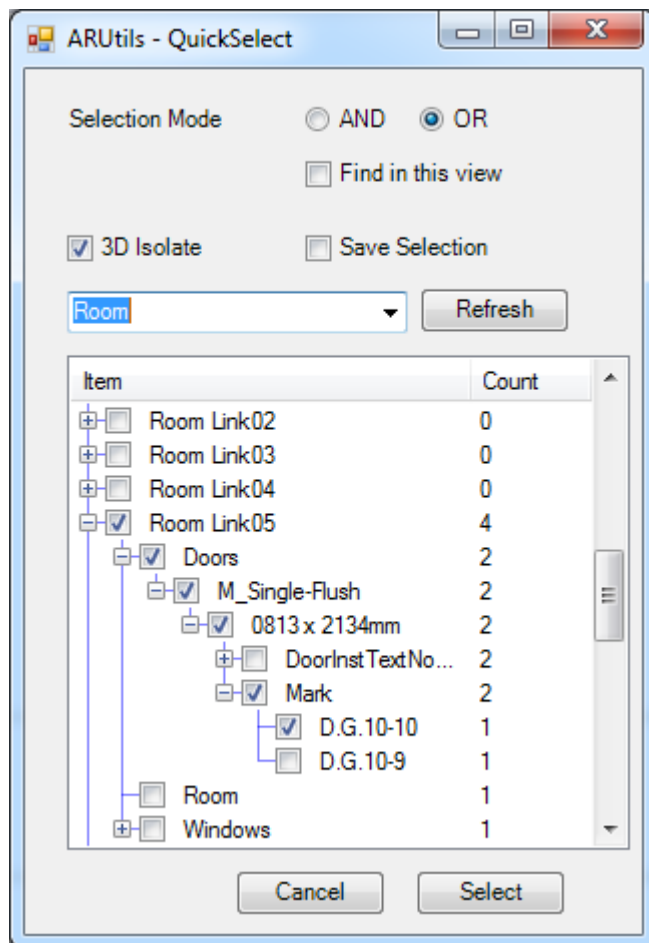 ARUtils - QuickSelect
Selection Mode AND OR
Find in this view
3D Isolate Save Selection
Room Refresh
Item Count
Room Link02 0
Room Link03 0
Room Link04 0
Room Link05 4
Doors 2
M_Single-Flush 2
0813 x 2134mm 2
DoorInstTextNo... 2
Mark 2
D.G.10-10 1
D.G.10-9 1
Room 1
Windows 1
Cancel Select